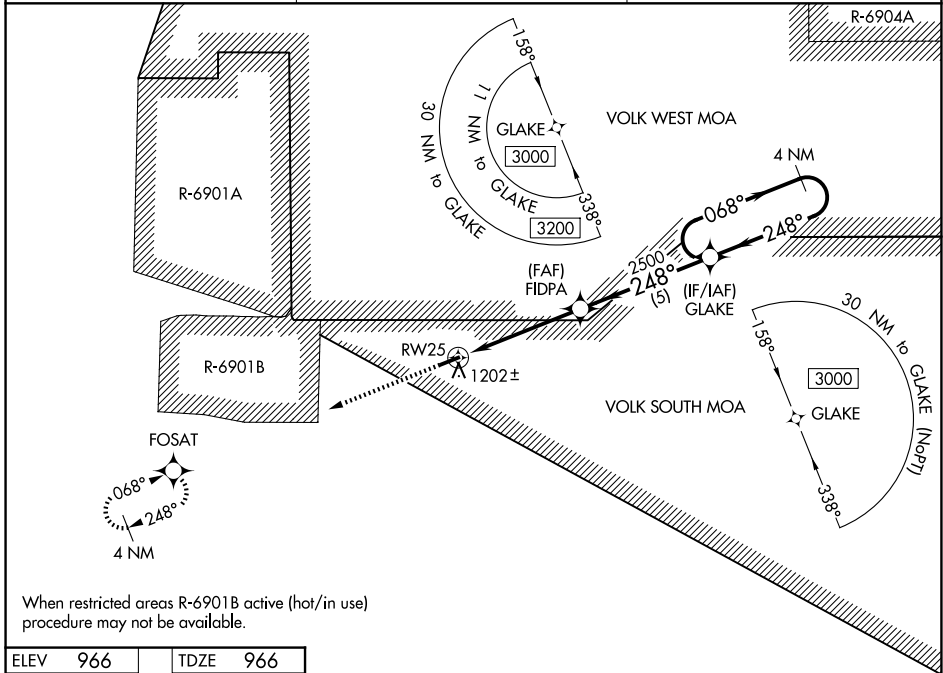 R-6904A
158°
30 NM to GLAKE
11 NM to GLAKE
GLAKE
3000
3200
338°
VOLK WEST MOA
4 NM
R-6901A
068°
248°
2500
248°
(5)
(FAF)
FIDPA
(IF/IAF)
GLAKE
R-6901B
RW25
1202±
VOLK SOUTH MOA
158°
30 NM to GLAKE (NoPT)
3000
GLAKE
338°
FOSAT
068°
248°
4 NM
When restricted areas R-6901B active (hot/in use)
procedure may not be available.
ELEV 966
TDZE 966